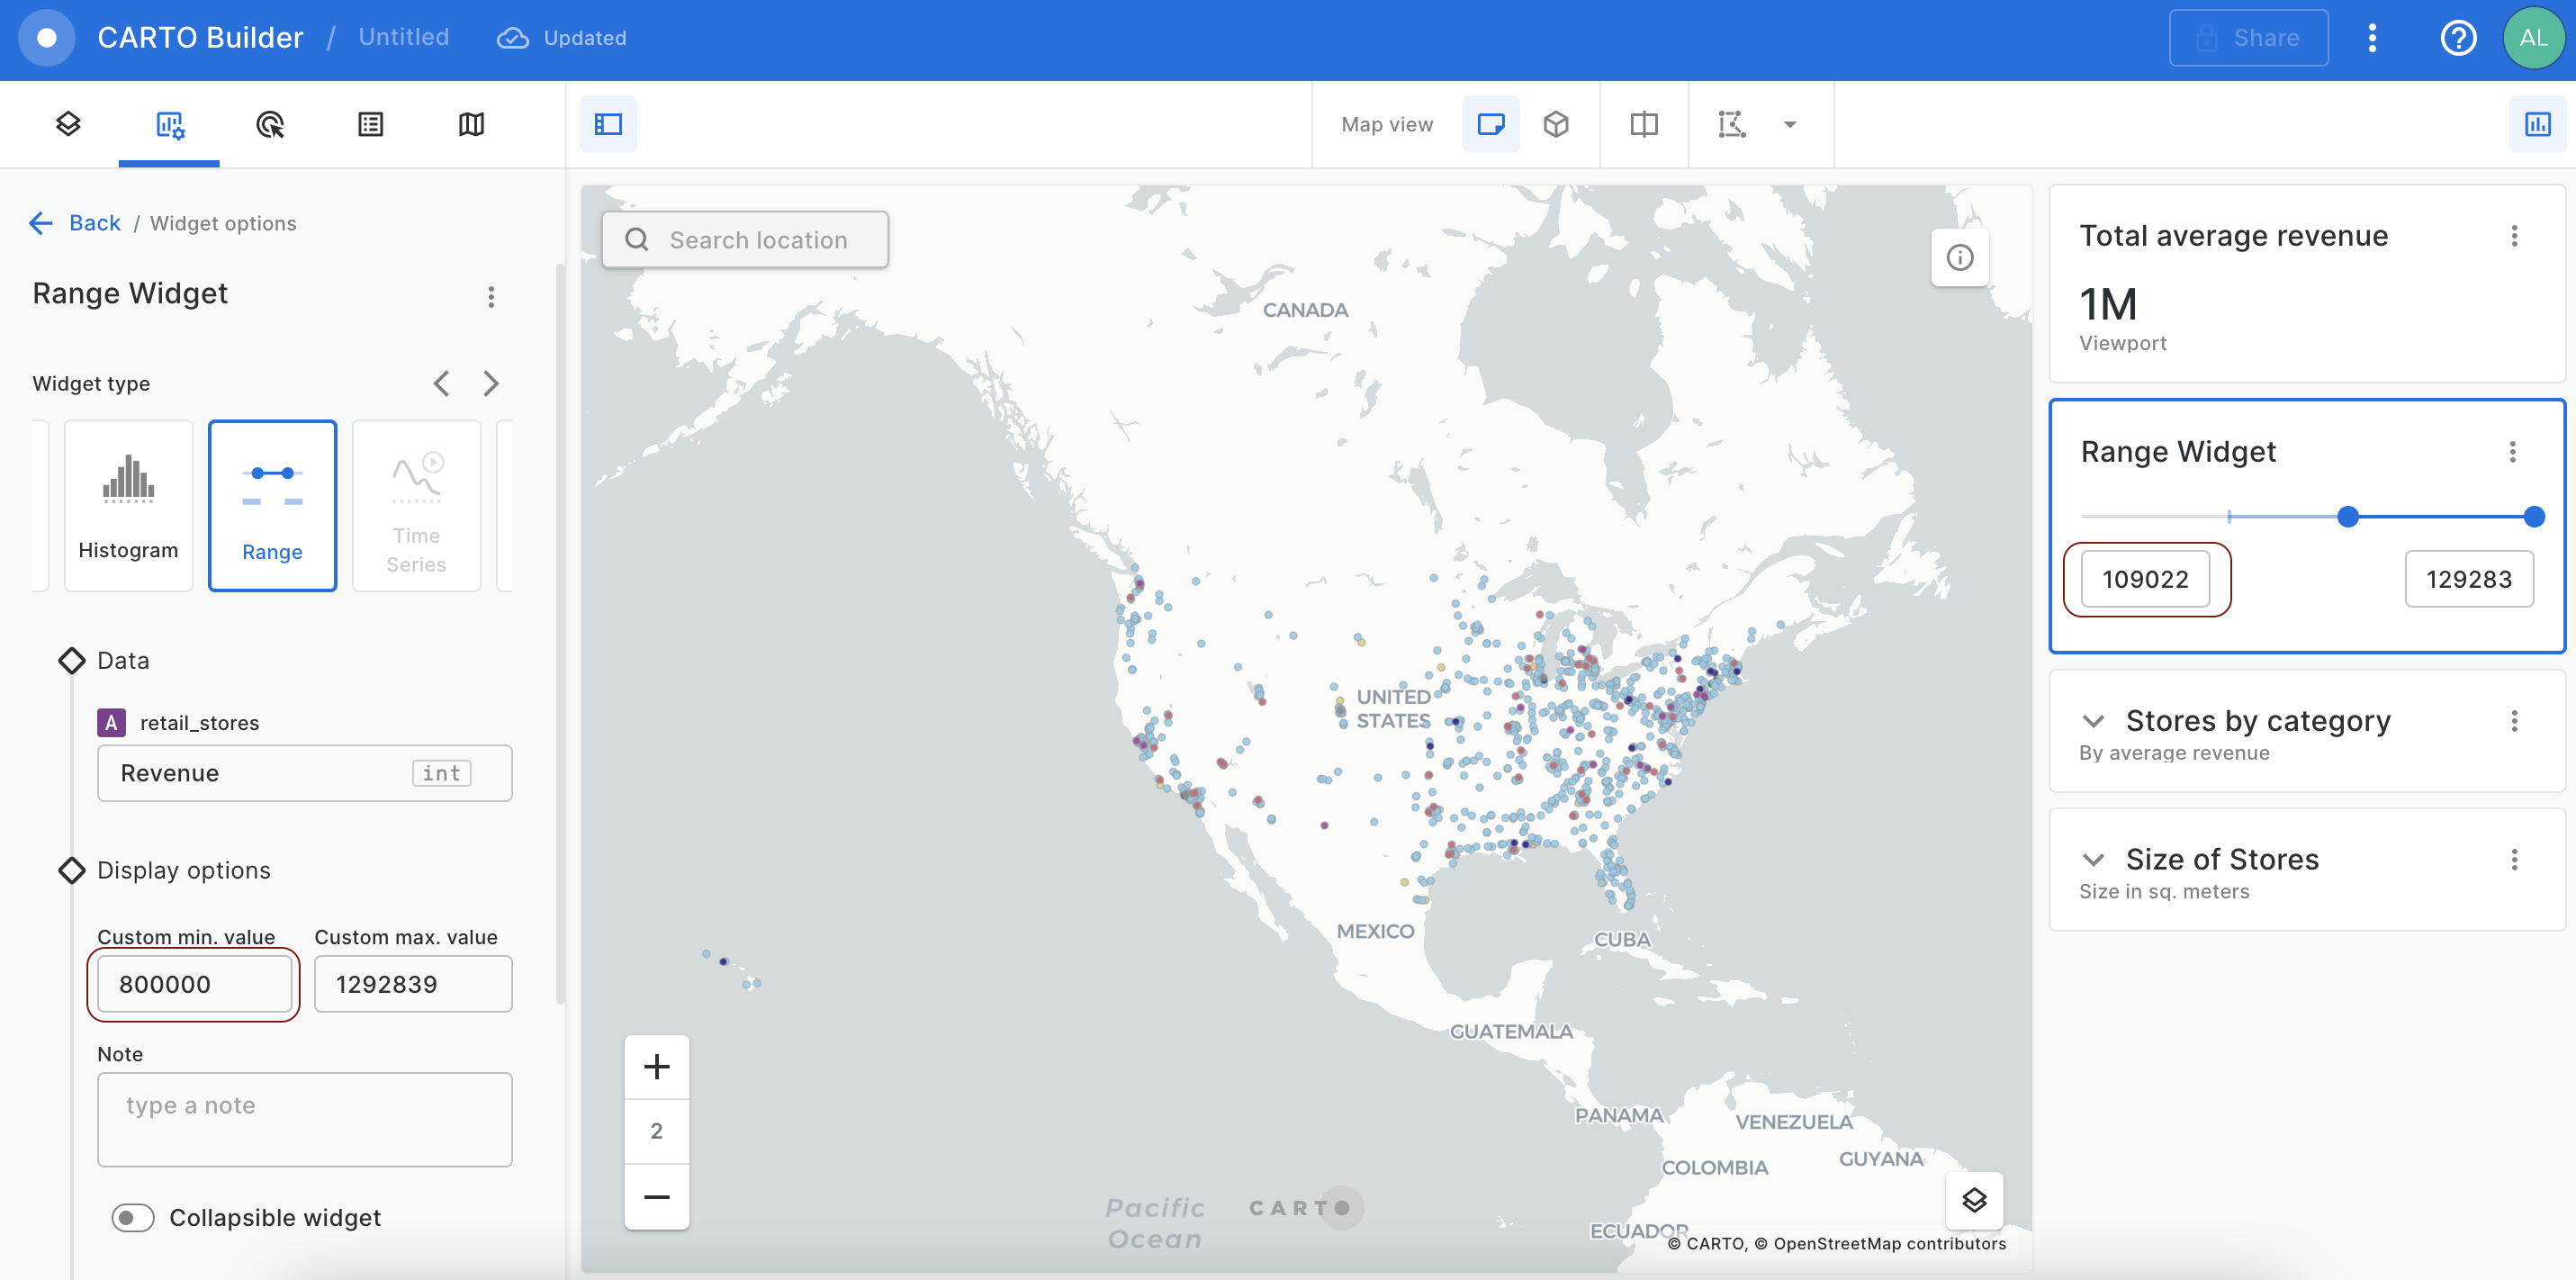 CARTO Builder / Untitled Updated
Share
AL
Map view
Back / Widget options
Range Widget
Widget type
Histogram
Range
Time
Series
Data
A retail_stores
Revenue int
Display options
Custom min. value Custom max. value
800000 1292839
Note
type a note
Collapsible widget
Search location
CANADA
UNITED
STATES
MEXICO
CUBA
GUATEMALA
PANAMA
VENEZUELA
COLOMBIA
GUYANA
ECUADOR
Pacific
Ocean
CARTO
+
2
−
© CARTO, © OpenStreetMap contributors
Total average revenue
1M
Viewport
Range Widget
109022 129283
Stores by category
By average revenue
Size of Stores
Size in sq. meters